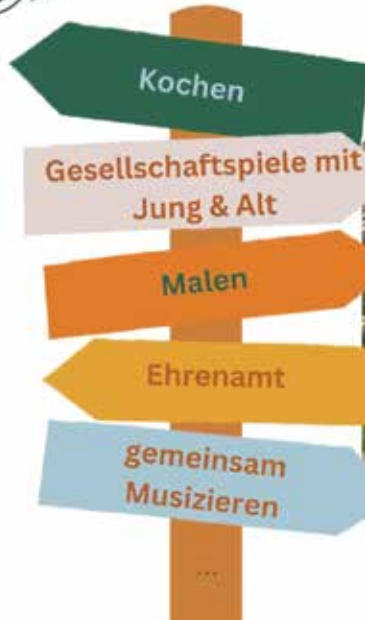 Kochen
Gesellschaftspiele mit
Jung & Alt
Malen
Ehrenamt
gemeinsam
Musizieren
...